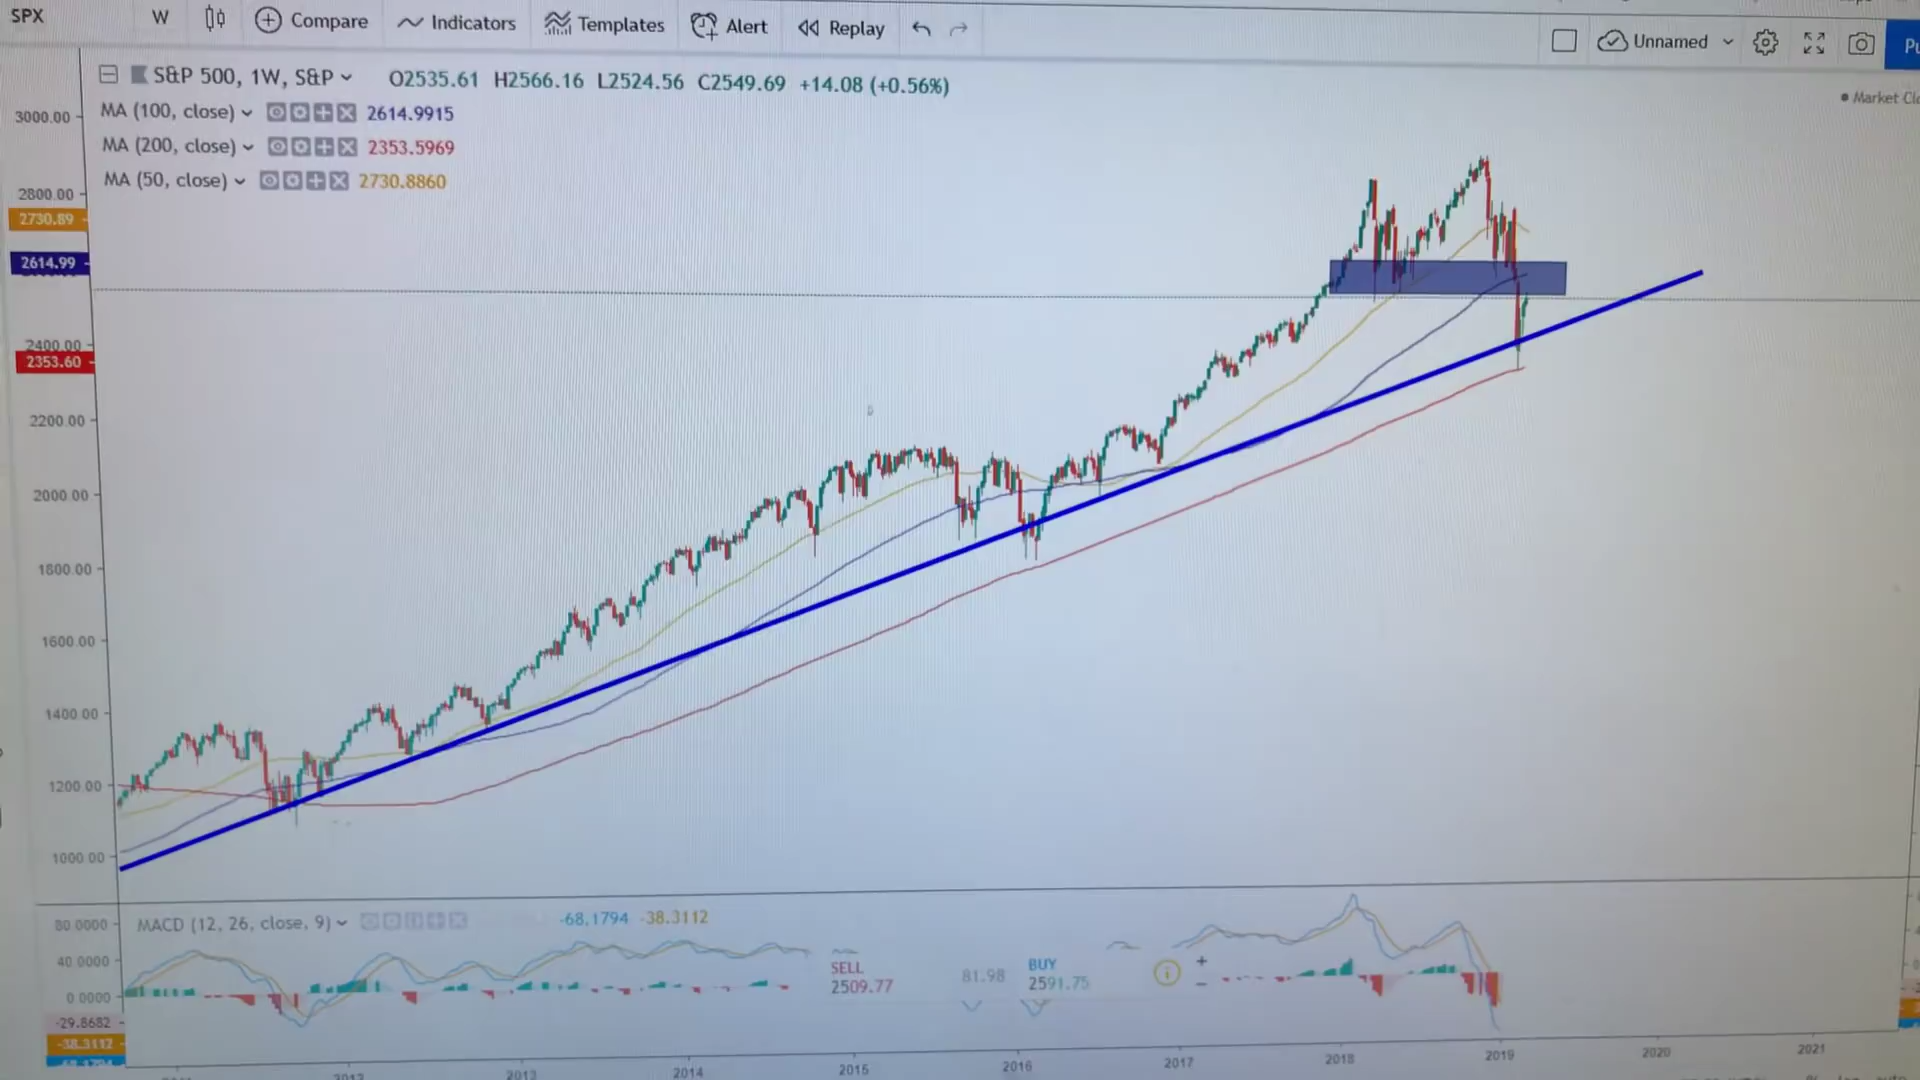 SPX W Compare Indicators Templates Alert Replay Unnamed
S&P 500, 1W, S&P O2535.61 H2566.16 L2524.56 C2549.69 +14.08 (+0.56%)
Market
MA (100, close) 2614.9915
MA (200, close) 2353.5969
MA (50, close) 2730.8860
3000.00
2800.00
2730.89
2614.99
2400.00
2353.60
2200.00
2000.00
1800.00
1600.00
1400.00
1200.00
1000.00
MACD (12, 26, close, 9) -68.1794 -38.3112
80.0000
40.0000
0.0000
-29.8682
-38.3112
-68.1794
SELL
2509.77
81.98
BUY
2591.75
2012 2013 2014 2015 2016 2017 2018 2019 2020 2021